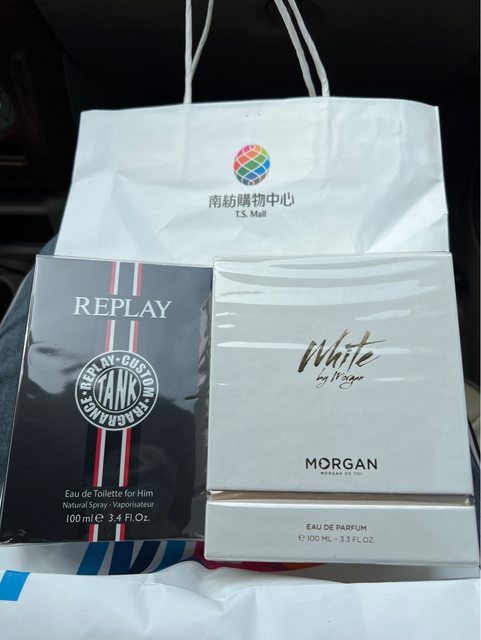 南紡購物中心
T.S. Mall
REPLAY
REPLAY · CUSTOM
TANK
FRAGRANCE
Eau de Toilette for Him
Natural Spray - Vaporisateur
100 ml e 3.4 Fl.Oz.
White
by Morgan
MORGAN
MORGAN DE TOI
EAU DE PARFUM
e 100 ML - 3.3 FL.OZ.